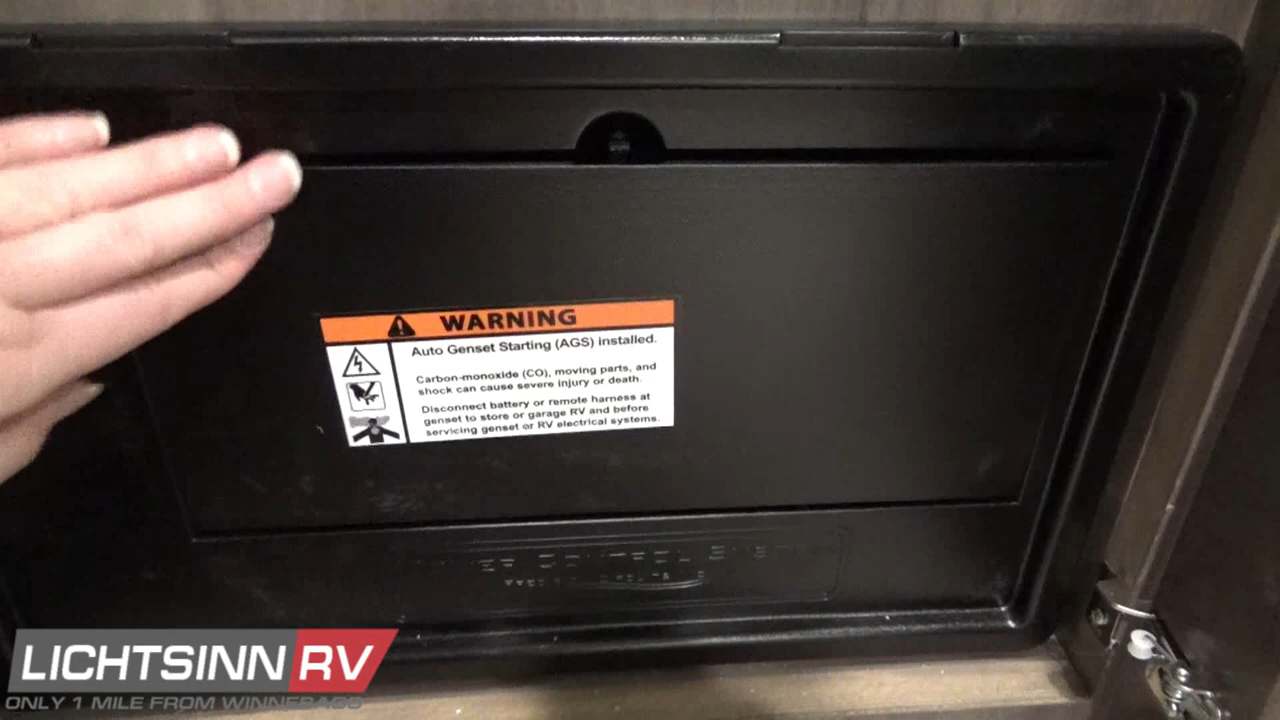 WARNING
Auto Genset Starting (AGS) installed.
Carbon-monoxide (CO), moving parts, and
shock can cause severe injury or death.
Disconnect battery or remote harness at
genset to store or garage RV and before
servicing genset or RV electrical systems.
CONTROL
LICHTSINN RV
ONLY 1 MILE FROM WINNEBAGO